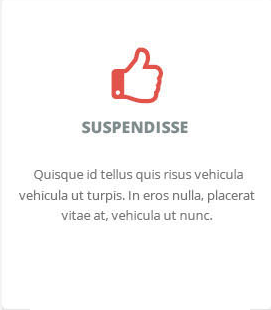 SUSPENDISSE
Quisque id tellus quis risus vehicula
vehicula ut turpis. In eros nulla, placerat
vitae at, vehicula ut nunc.